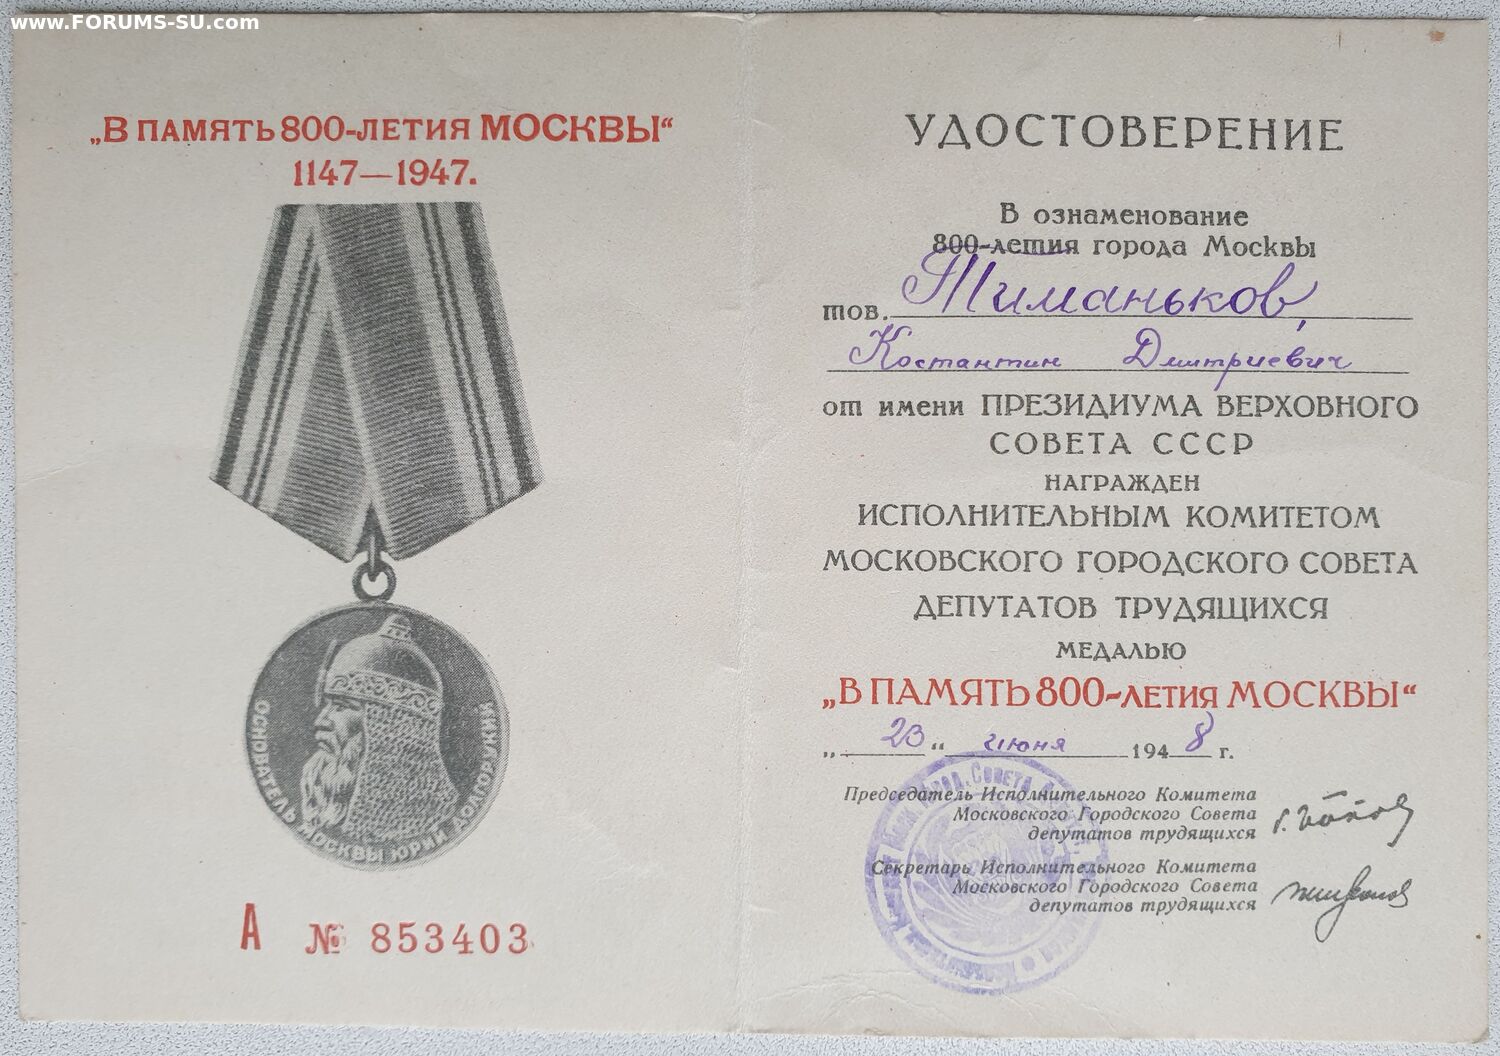 www.FORUMS-SU.com
„В ПАМЯТЬ 800-ЛЕТИЯ МОСКВЫ“
1147—1947.
ОСНОВАТЕЛЬ МОСКВЫ ЮРИЙ ДОЛГОРУКИЙ
А № 853403
УДОСТОВЕРЕНИЕ
В ознаменование
800-летия города Москвы
тов. Тиманьков,
Костантин Дмитриевич
от имени ПРЕЗИДИУМА ВЕРХОВНОГО
СОВЕТА СССР
НАГРАЖДЕН
ИСПОЛНИТЕЛЬНЫМ КОМИТЕТОМ
МОСКОВСКОГО ГОРОДСКОГО СОВЕТА
ДЕПУТАТОВ ТРУДЯЩИХСЯ
МЕДАЛЬЮ
„В ПАМЯТЬ 800-ЛЕТИЯ МОСКВЫ“
„23“ июня 1948 г.
Председатель Исполнительного Комитета
Московского Городского Совета
депутатов трудящихся
Г. Попов
Секретарь Исполнительного Комитета
Московского Городского Совета
депутатов трудящихся